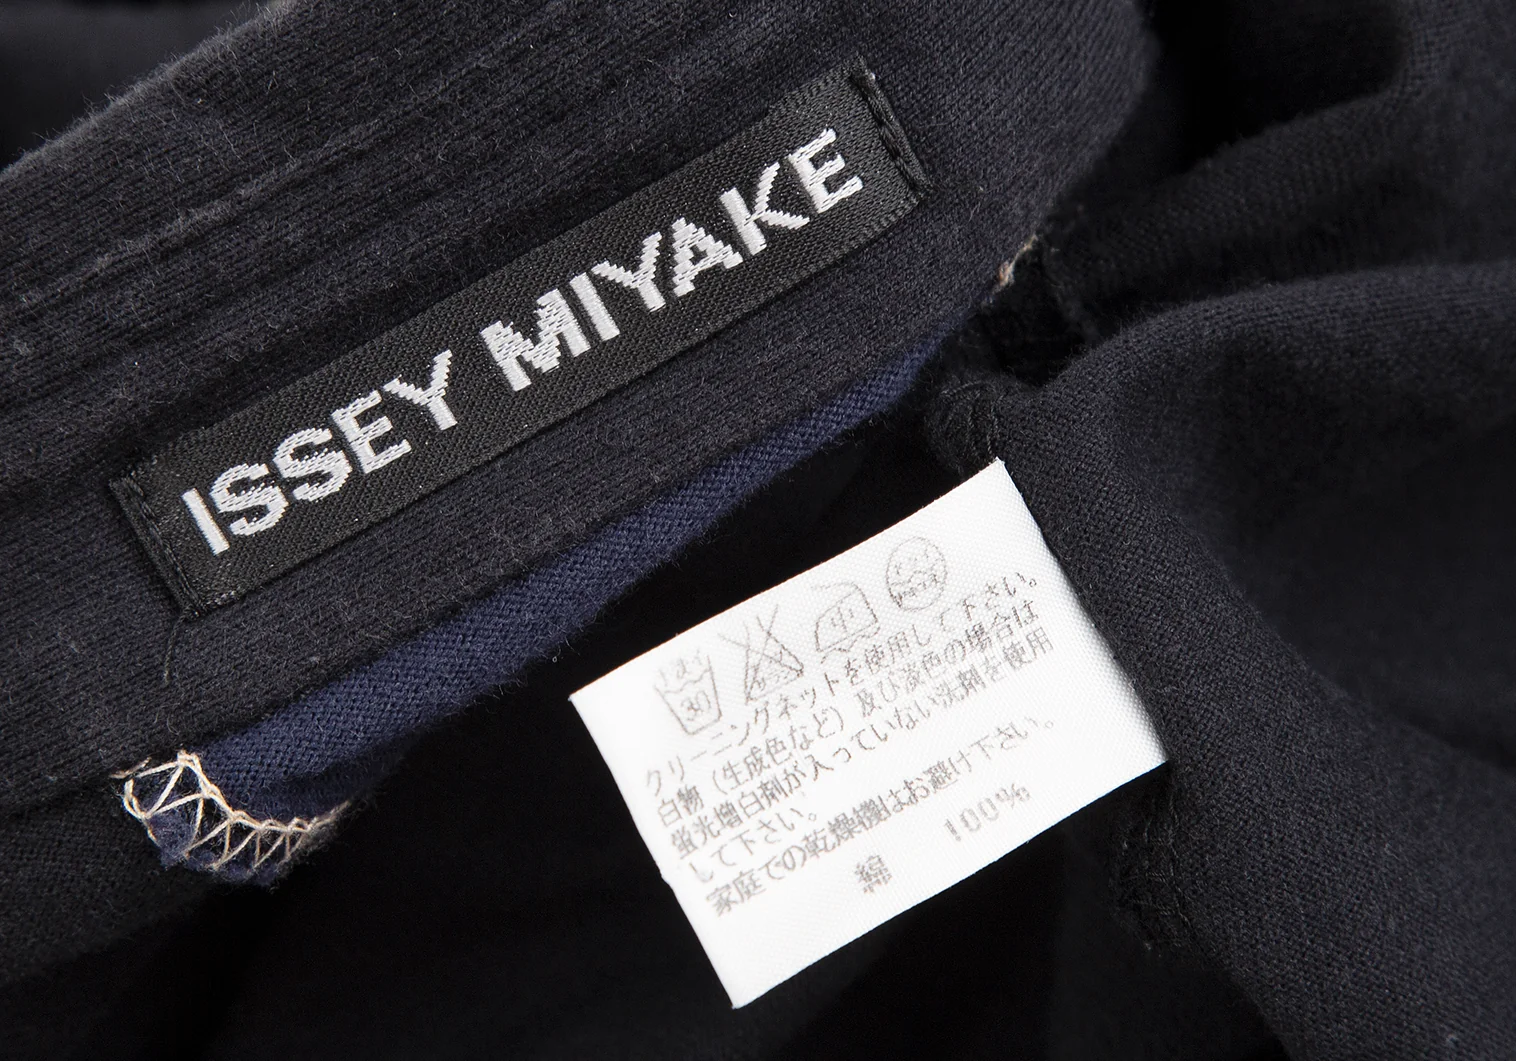 ISSEY MIYAKE
30
クリーニングネットを使用して下さい。
白物（生成色など）及び淡色の場合は
蛍光増白剤が入っていない洗剤を使用
して下さい。
家庭での乾燥機はお避け下さい。
綿 100%